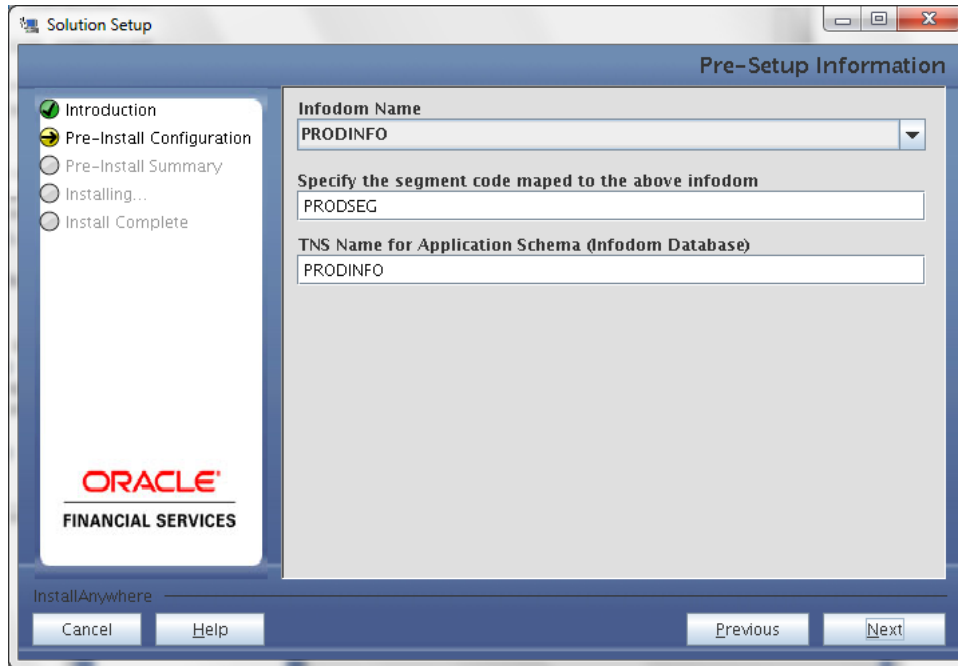 Solution Setup
Pre-Setup Information
Introduction
Pre-Install Configuration
Pre-Install Summary
Installing...
Install Complete
Infodom Name
PRODINFO
Specify the segment code maped to the above infodom
PRODSEG
TNS Name for Application Schema (Infodom Database)
PRODINFO
ORACLE®
FINANCIAL SERVICES
InstallAnywhere
Cancel
Help
Previous
Next